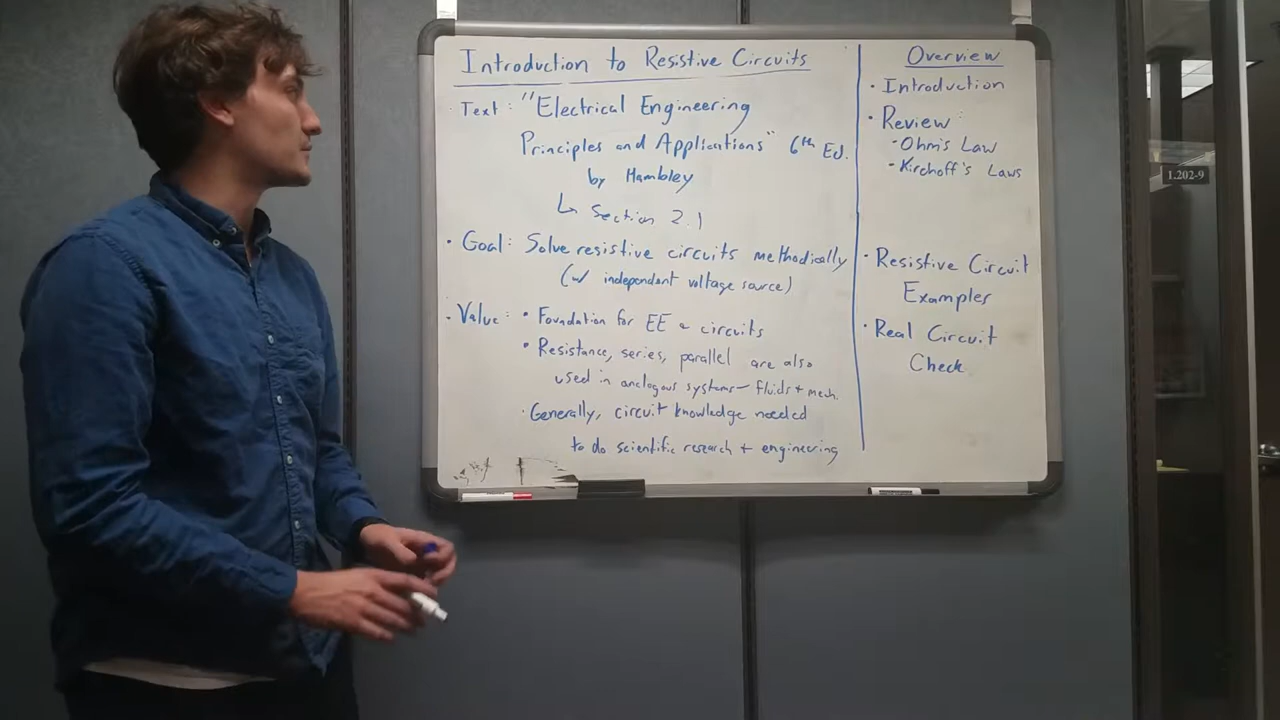 Introduction to Resistive Circuits
· Text: "Electrical Engineering
Principles and Applications" 6th Ed.
by Hambley
↳ Section 2.1
· Goal: Solve resistive circuits methodically
(w/ independent voltage source)
· Value: · Foundation for EE & circuits
· Resistance, series, parallel are also
used in analogous systems – fluids + mech.
· Generally, circuit knowledge needed
to do scientific research + engineering
Overview
· Introduction
· Review:
- Ohm's Law
- Kirchoff's Laws
· Resistive Circuit
Examples
· Real Circuit
Check
1.202-9